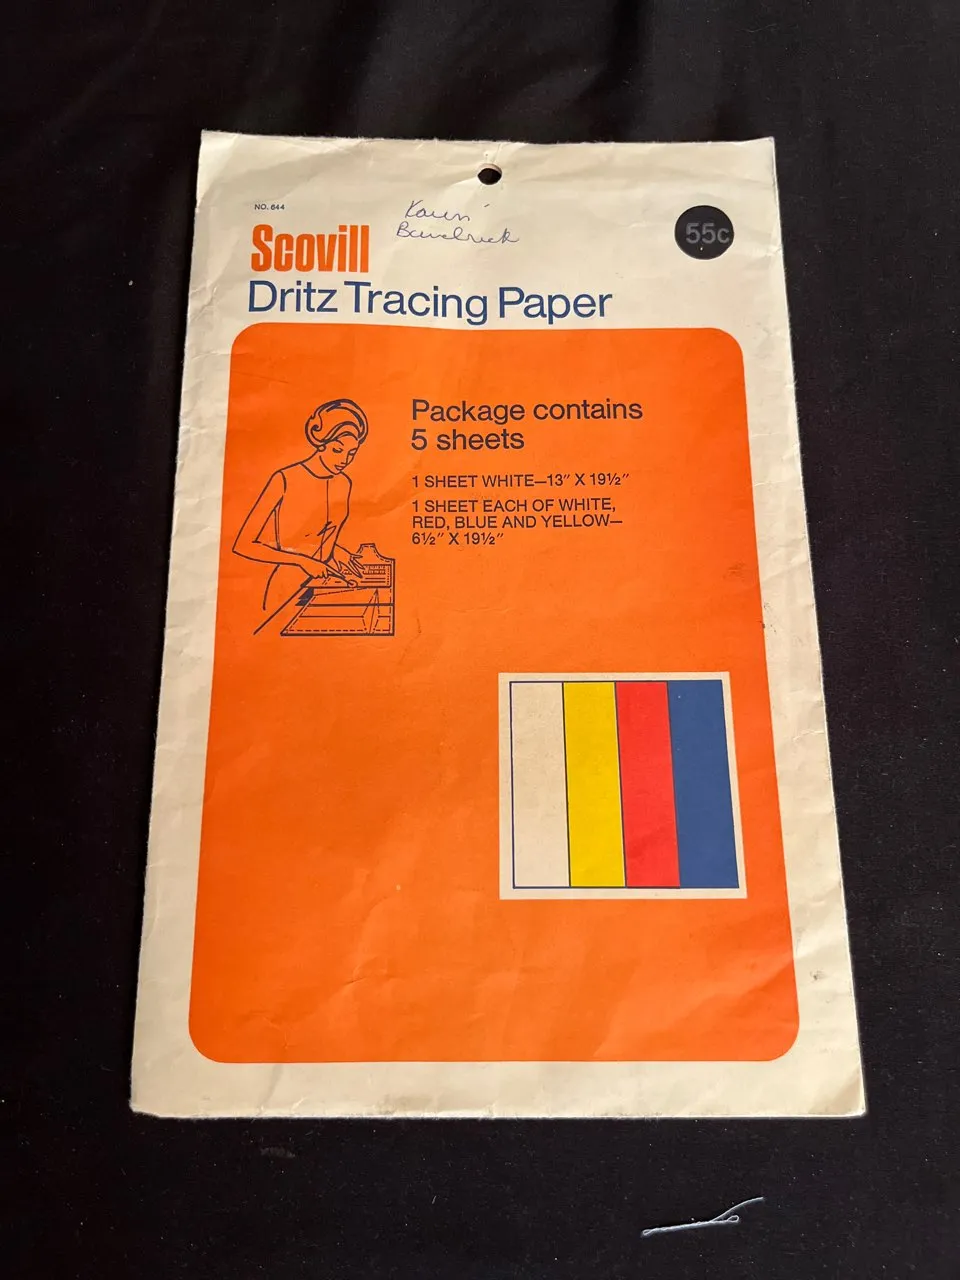 NO. 644
Karen
Scovill
55c
Dritz Tracing Paper
Package contains
5 sheets
1 SHEET WHITE—13" X 19½"
1 SHEET EACH OF WHITE,
RED, BLUE AND YELLOW—
6½" X 19½"